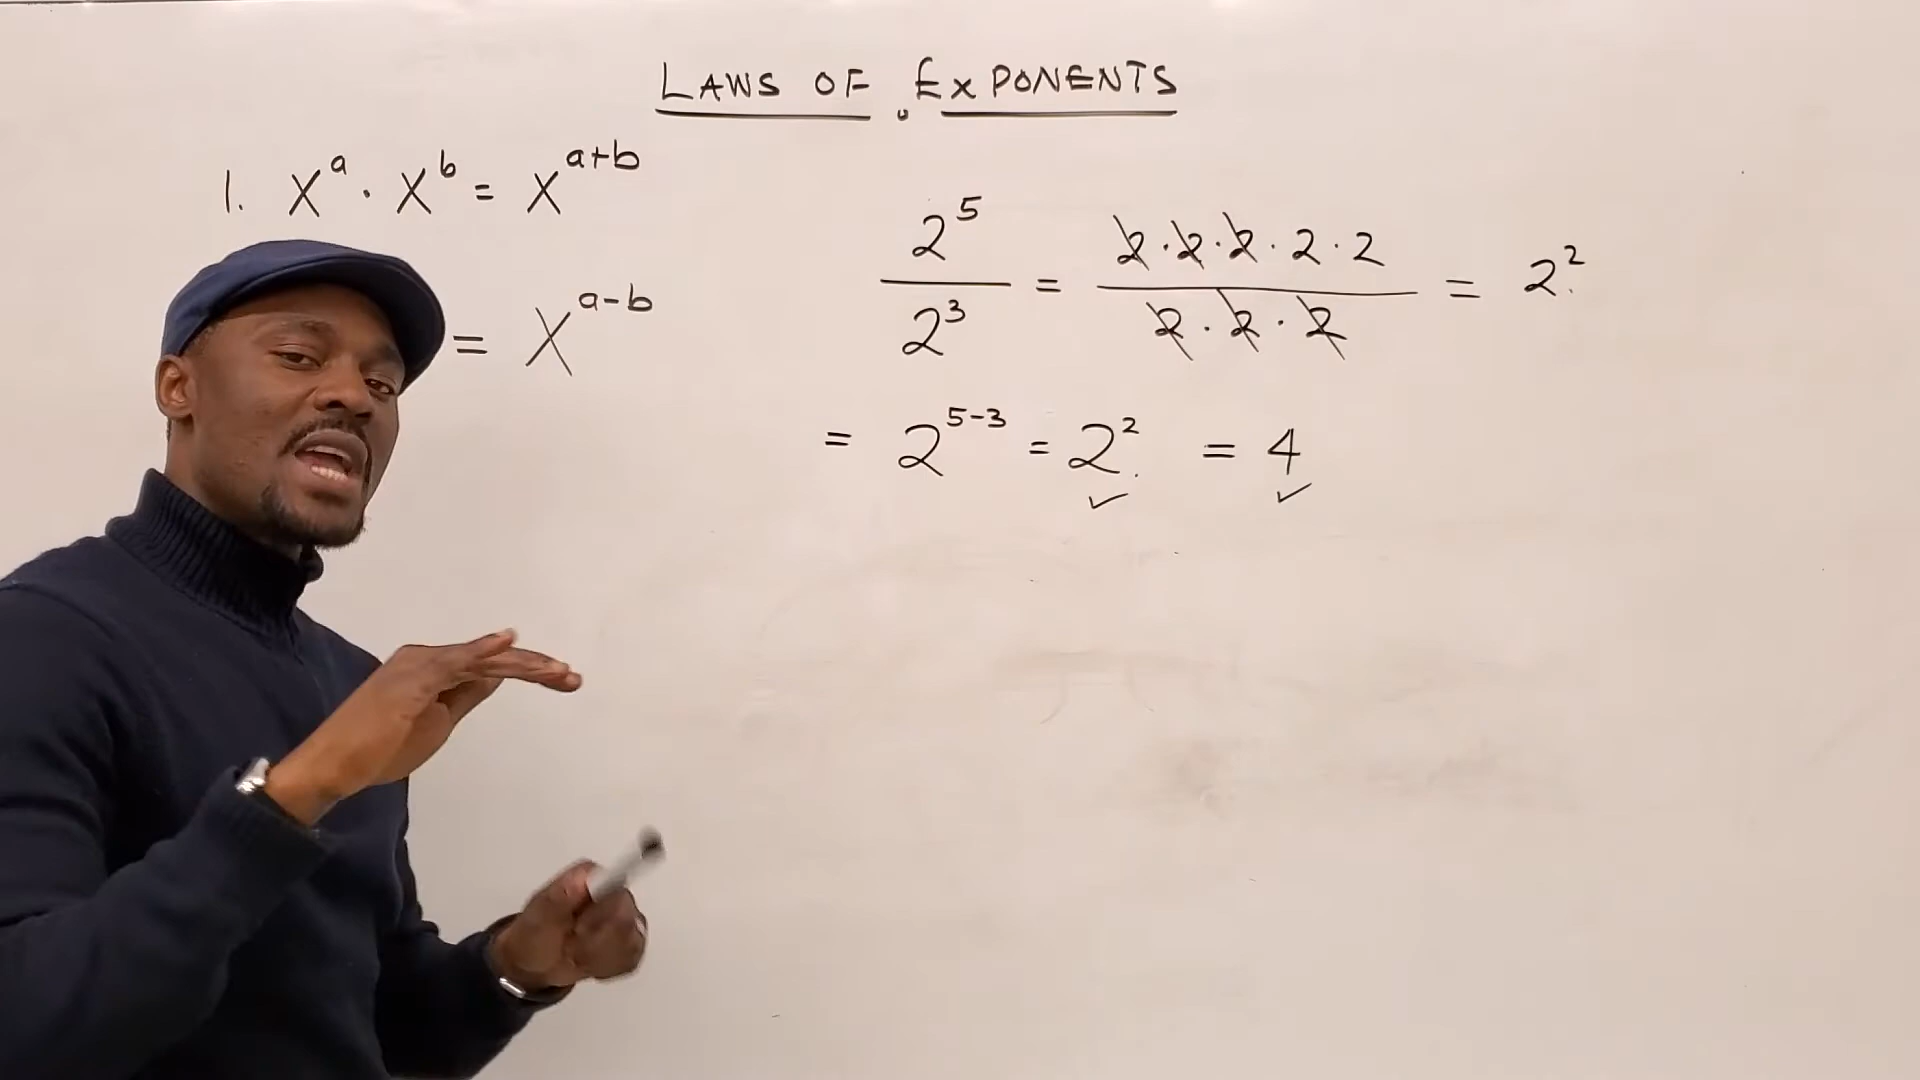 LAWS OF EXPONENTS
1. X^a · X^b = X^(a+b)
= X^(a-b)
2^5 / 2^3 = 2·2·2·2·2 / 2·2·2 = 2^2
= 2^(5-3) = 2^2 = 4